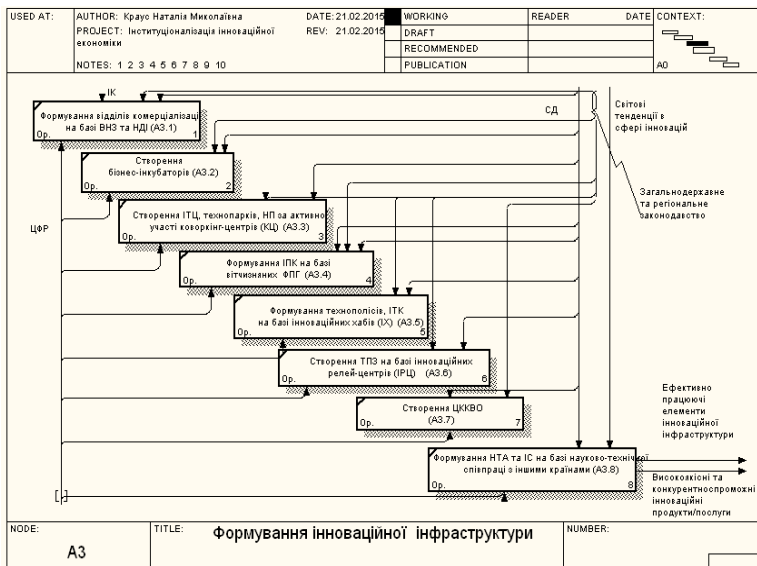 USED AT:
AUTHOR: Краус Наталія Миколаївна
DATE: 21.02.2015
WORKING
READER
DATE
CONTEXT:
PROJECT: Інституціоналізація інноваційної
економіки
REV: 21.02.2015
DRAFT
RECOMMENDED
NOTES: 1 2 3 4 5 6 7 8 9 10
PUBLICATION
A0
ІК
СД
Світові
тенденції в
сфері інновацій
Формування відділів комерціалізаці
на базі ВНЗ та НДІ (А3.1)
0р.
1
Створення
бізнес-інкубаторів (А3.2)
0р.
2
Загальнодержавне
та регіональне
законодавство
ЦФР
Створення ІТЦ, технопарків, НП за активно
участі коворкінг-центрів (КЦ) (А3.3)
0р.
3
Формування ІПК на базі
вітчизнаних ФПГ (А3.4)
0р.
4
Формування технополісів, ІТК
на базі інноваційних хабів (ІХ) (А3.5)
0р.
5
Створення ТПЗ на базі інноваційних
релей-центрів (ІРЦ) (А3.6)
0р.
6
Створення ЦККВО
(А3.7)
0р.
7
Ефективно
працюючі
елементи
інноваційної
інфраструктури
Формування НТА та ІС на базі науково-технічної
співпраці з іншими країнами (А3.8)
0р.
8
Високоякісні та
конкурентноспроможні
інноваційні
продукти/послуги
NODE:
TITLE:
Формування інноваційної інфраструктури
NUMBER:
A3